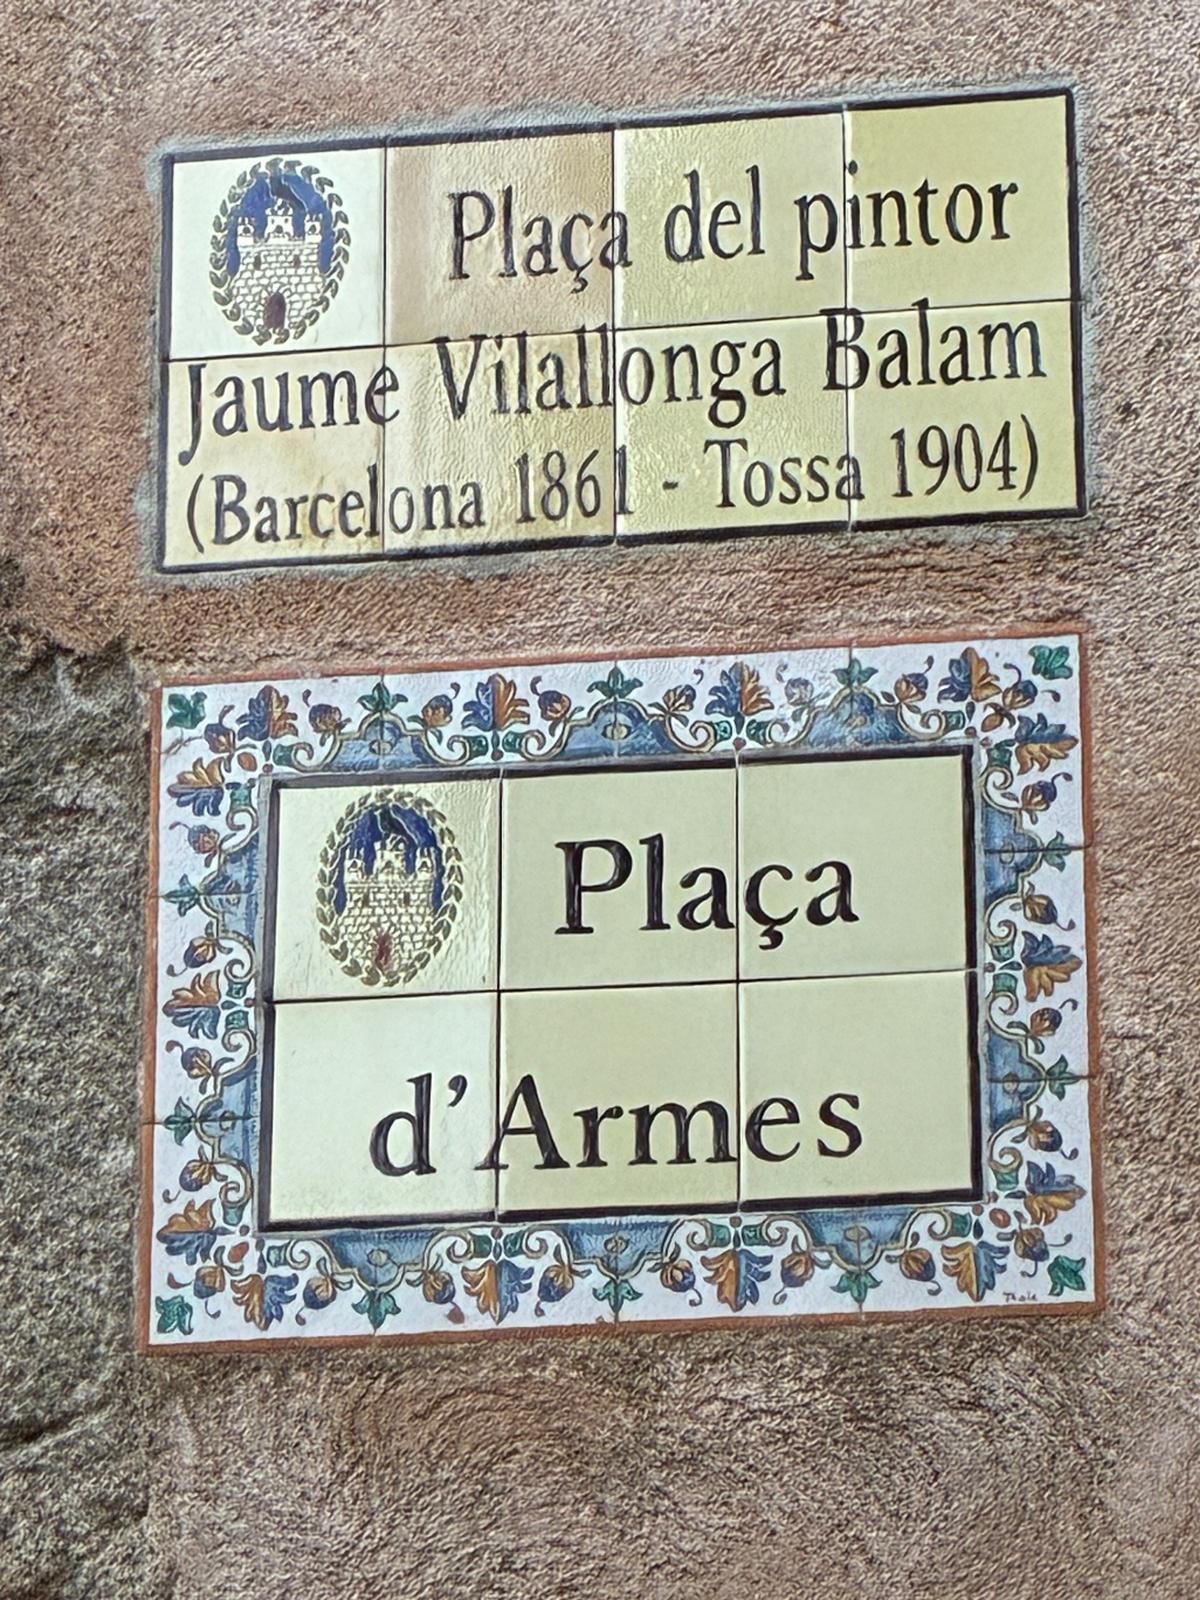 Plaça del pintor
Jaume Vilallonga Balam
(Barcelona 1861 - Tossa 1904)
Plaça
d'Armes